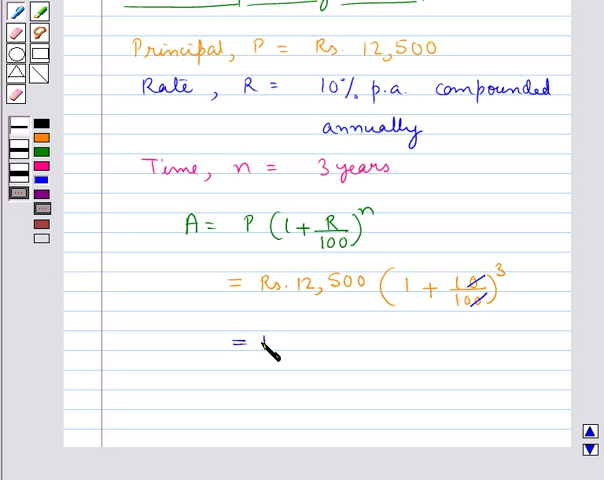 Principal, P = Rs. 12,500
Rate, R = 10% p.a. compounded
annually
Time, n = 3 years.
A = P (1 + R/100)^n
= Rs. 12,500 (1 + 10/100)^3
=